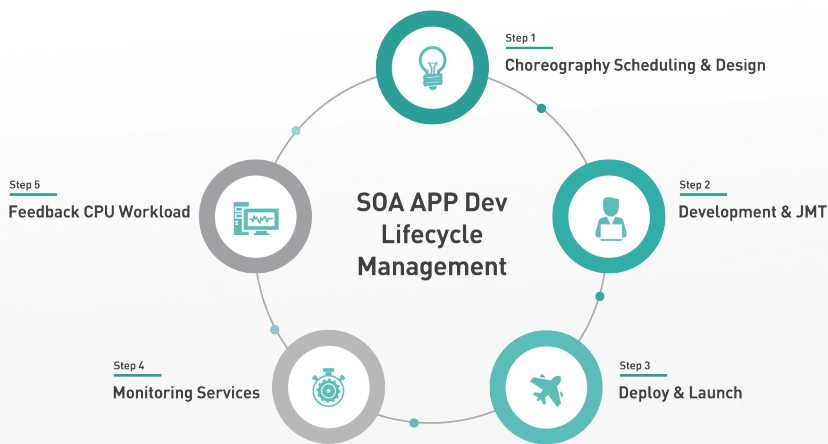 Step 1
Choreography Scheduling & Design
Step 5
Feedback CPU Workload
SOA APP Dev
Lifecycle
Management
Step 2
Development & JMT
Step 4
Monitoring Services
Step 3
Deploy & Launch